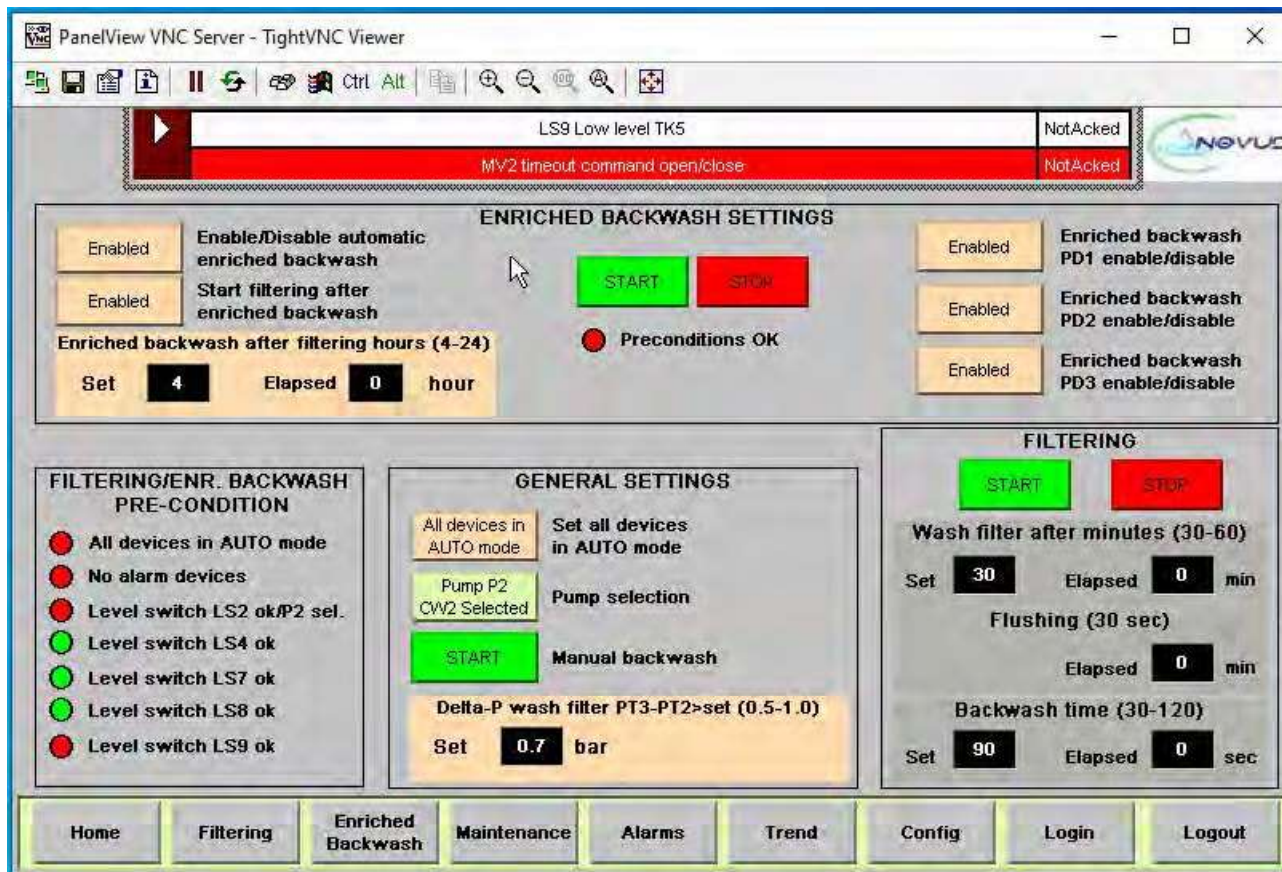 PanelView VNC Server - TightVNC Viewer
Ctrl Alt
LS9 Low level TK5 NotAcked
MV2 timeout command open/close NotAcked
NOVUD
ENRICHED BACKWASH SETTINGS
Enabled
Enable/Disable automatic
enriched backwash
Enabled
Start filtering after
enriched backwash
Enriched backwash after filtering hours (4-24)
Set 4 Elapsed 0 hour
START STOP
Preconditions OK
Enabled
Enriched backwash
PD1 enable/disable
Enabled
Enriched backwash
PD2 enable/disable
Enabled
Enriched backwash
PD3 enable/disable
FILTERING/ENR. BACKWASH
PRE-CONDITION
All devices in AUTO mode
No alarm devices
Level switch LS2 ok/P2 sel.
Level switch LS4 ok
Level switch LS7 ok
Level switch LS8 ok
Level switch LS9 ok
GENERAL SETTINGS
All devices in
AUTO mode
Set all devices
in AUTO mode
Pump P2
CW2 Selected
Pump selection
START
Manual backwash
Delta-P wash filter PT3-PT2>set (0.5-1.0)
Set 0.7 bar
FILTERING
START STOP
Wash filter after minutes (30-60)
Set 30 Elapsed 0 min
Flushing (30 sec)
Elapsed 0 min
Backwash time (30-120)
Set 90 Elapsed 0 sec
Home
Filtering
Enriched
Backwash
Maintenance
Alarms
Trend
Config
Login
Logout